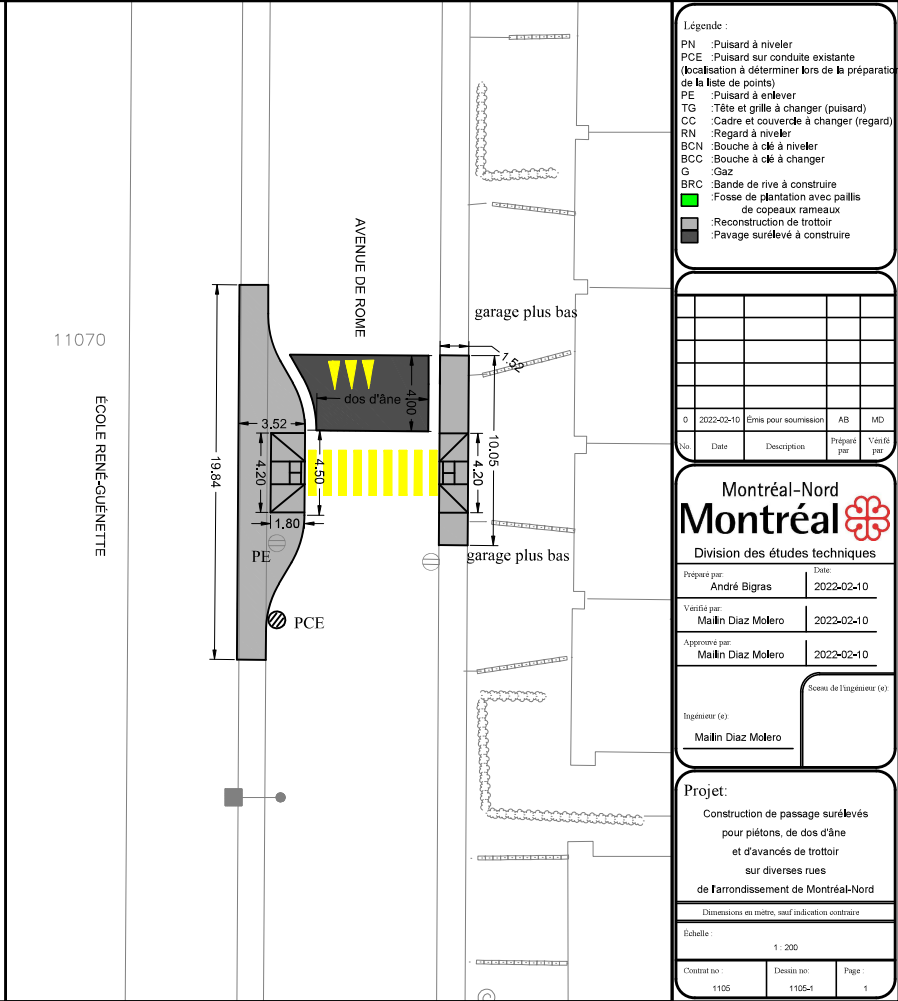 11070
ÉCOLE RENÉ-GUÉNETTE
AVENUE DE ROME
garage plus bas
1.52
dos d'âne
4.00
3.52
19.84
4.20
4.50
4.20
10.05
1.80
PE
garage plus bas
PCE
Légende :
PN :Puisard à niveler
PCE :Puisard sur conduite existante
(localisation à déterminer lors de la préparation
de la liste de points)
PE :Puisard à enlever
TG :Tête et grille à changer (puisard)
CC :Cadre et couvercle à changer (regard)
RN :Regard à niveler
BCN :Bouche à clé à niveler
BCC :Bouche à clé à changer
G :Gaz
BRC :Bande de rive à construire
:Fosse de plantation avec paillis
de copeaux rameaux
:Reconstruction de trottoir
:Pavage surélevé à construire
0 2022-02-10 Émis pour soumission AB MD
No. Date Description Préparé par Vérifié par
Montréal-Nord
Montréal
Division des études techniques
Préparé par: Date:
André Bigras 2022-02-10
Vérifié par:
Mailin Diaz Molero 2022-02-10
Approuvé par:
Mailin Diaz Molero 2022-02-10
Sceau de l'ingénieur (e):
Ingénieur (e):
Mailin Diaz Molero
Projet:
Construction de passage surélevés
pour piétons, de dos d'âne
et d'avancés de trottoir
sur diverses rues
de l'arrondissement de Montréal-Nord
Dimensions en mètre, sauf indication contraire
Échelle :
1 : 200
Contrat no : Dessin no: Page :
1105 1105-1 1